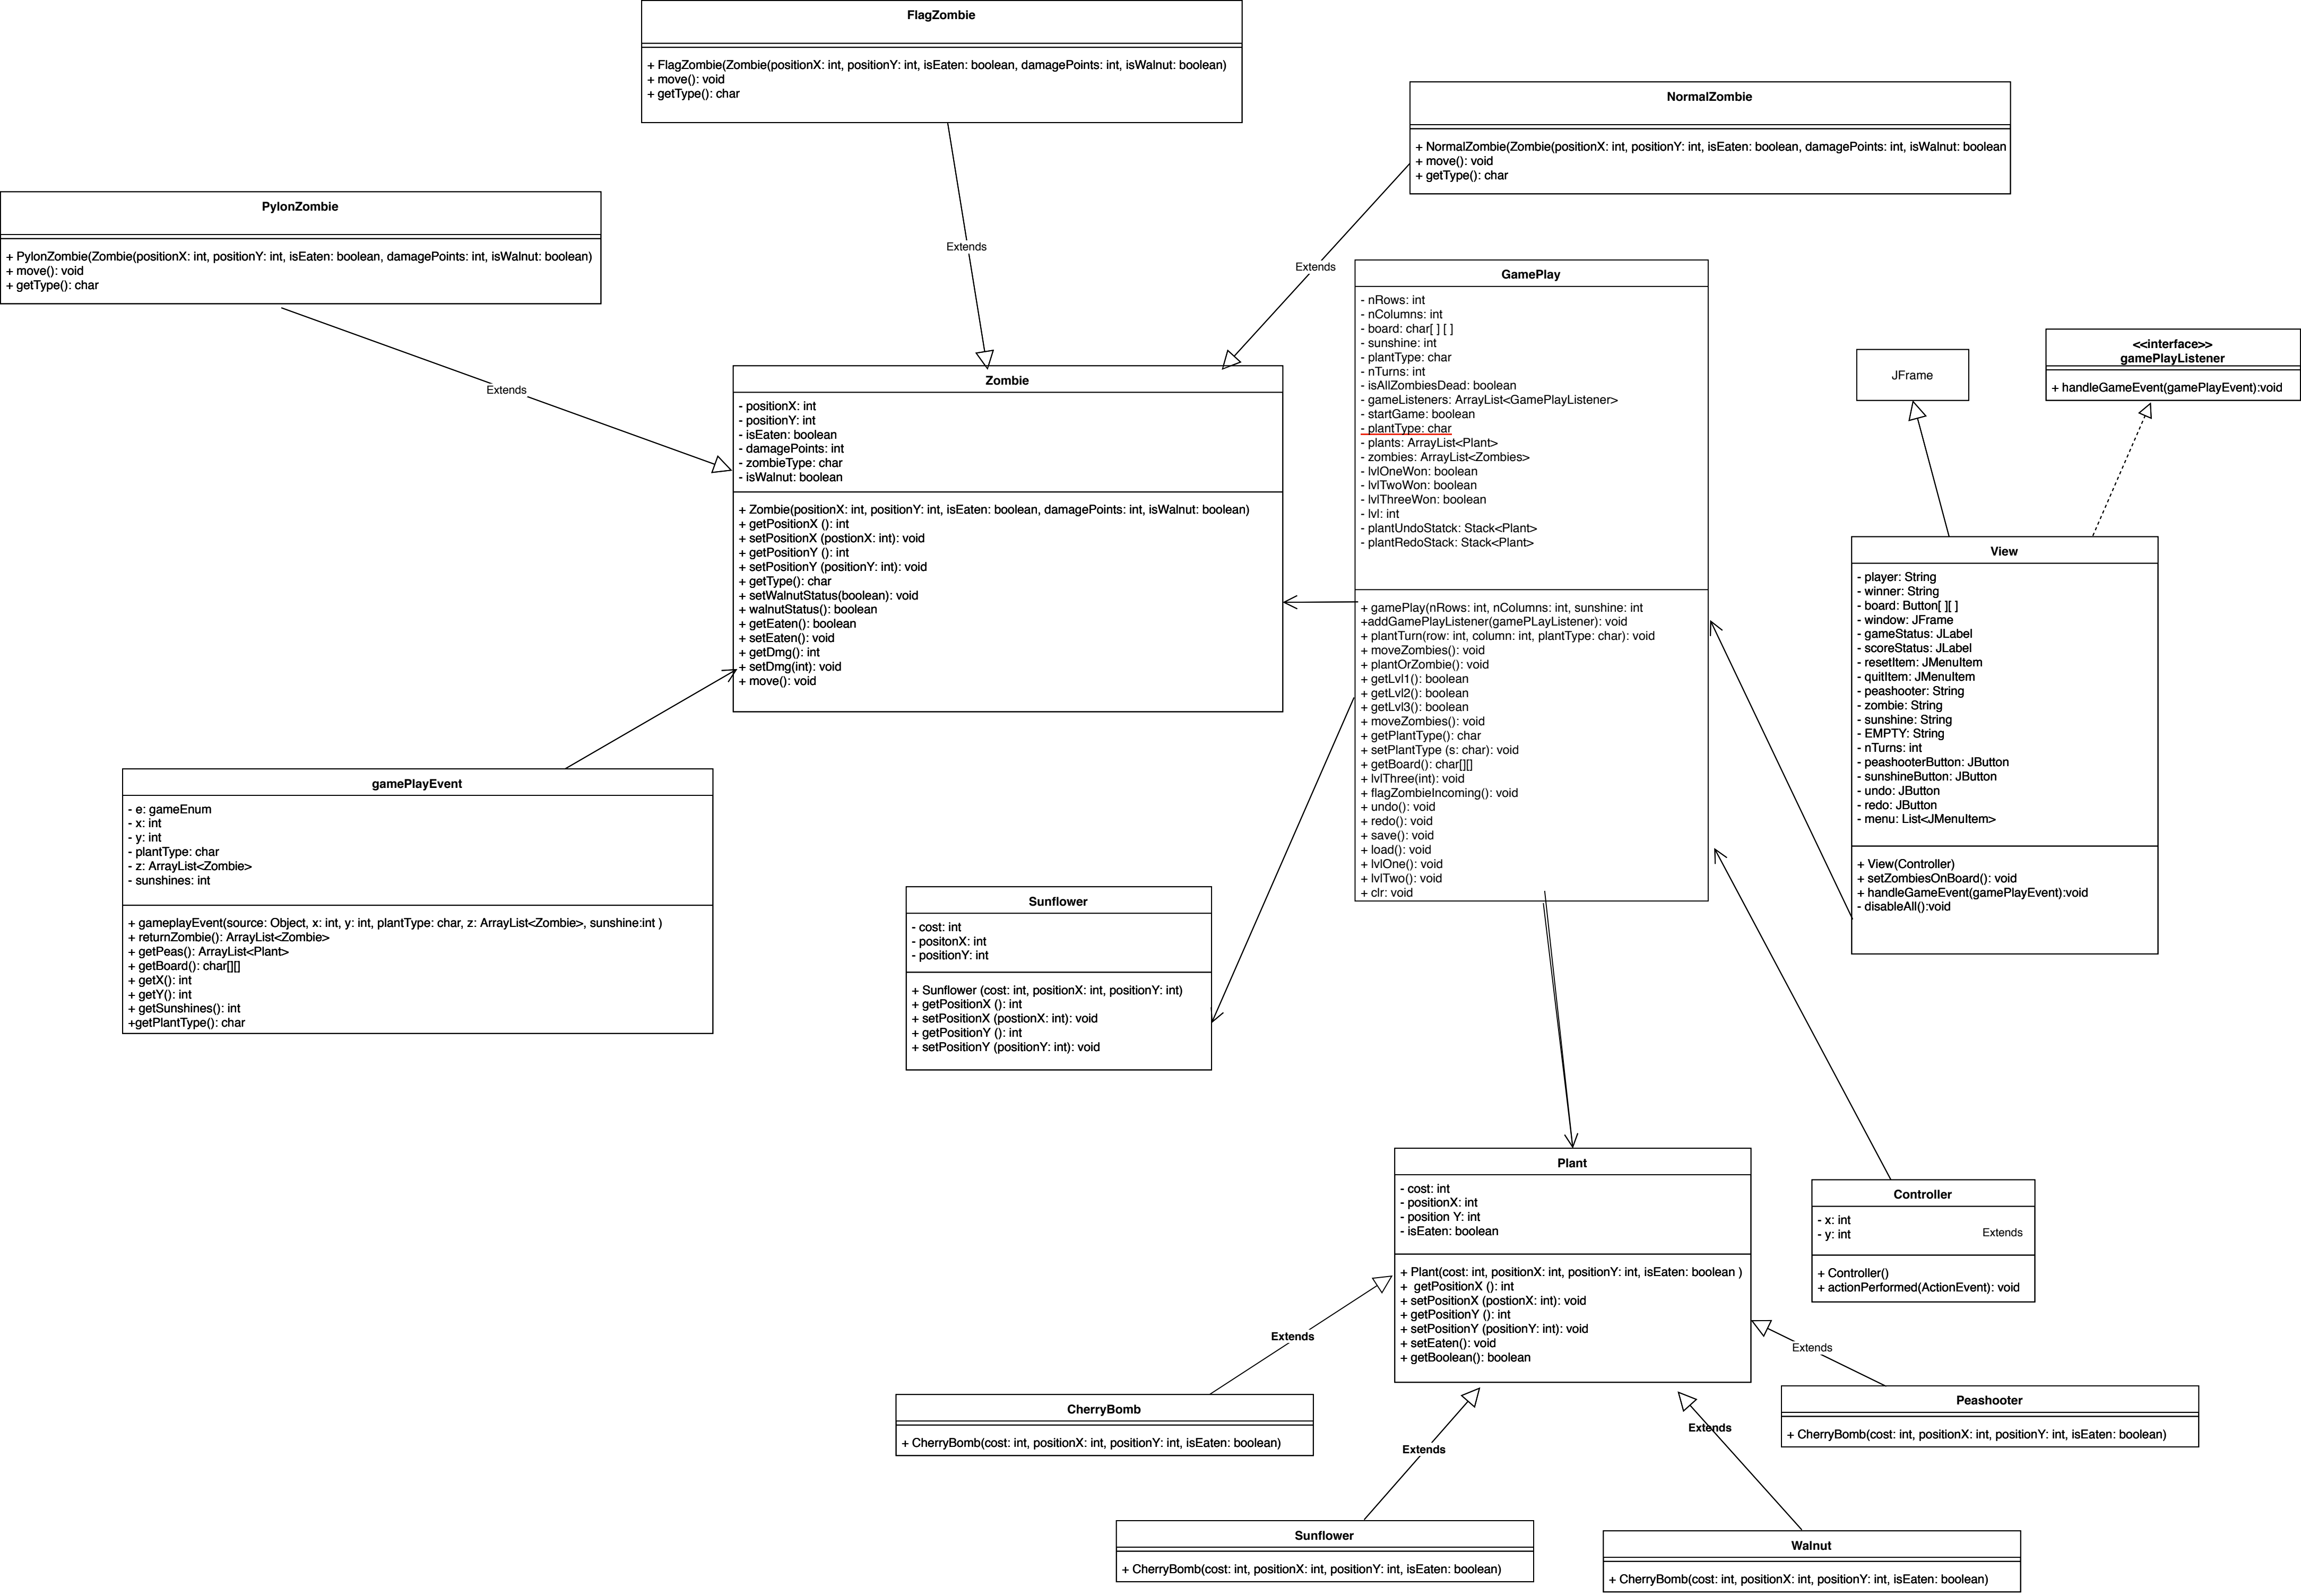 FlagZombie
+ FlagZombie(Zombie(positionX: int, positionY: int, isEaten: boolean, damagePoints: int, isWalnut: boolean)
+ move(): void
+ getType(): char
NormalZombie
+ NormalZombie(Zombie(positionX: int, positionY: int, isEaten: boolean, damagePoints: int, isWalnut: boolean
+ move(): void
+ getType(): char
PylonZombie
+ PylonZombie(Zombie(positionX: int, positionY: int, isEaten: boolean, damagePoints: int, isWalnut: boolean)
+ move(): void
+ getType(): char
Extends
Extends
Extends
Zombie
- positionX: int
- positionY: int
- isEaten: boolean
- damagePoints: int
- zombieType: char
- isWalnut: boolean
+ Zombie(positionX: int, positionY: int, isEaten: boolean, damagePoints: int, isWalnut: boolean)
+ getPositionX (): int
+ setPositionX (postionX: int): void
+ getPositionY (): int
+ setPositionY (positionY: int): void
+ getType(): char
+ setWalnutStatus(boolean): void
+ walnutStatus(): boolean
+ getEaten(): boolean
+ setEaten(): void
+ getDmg(): int
+ setDmg(int): void
+ move(): void
GamePlay
- nRows: int
- nColumns: int
- board: char[ ] [ ]
- sunshine: int
- plantType: char
- nTurns: int
- isAllZombiesDead: boolean
- gameListeners: ArrayList<GamePlayListener>
- startGame: boolean
- plantType: char
- plants: ArrayList<Plant>
- zombies: ArrayList<Zombies>
- lvlOneWon: boolean
- lvlTwoWon: boolean
- lvlThreeWon: boolean
- lvl: int
- plantUndoStatck: Stack<Plant>
- plantRedoStack: Stack<Plant>
+ gamePlay(nRows: int, nColumns: int, sunshine: int
+addGamePlayListener(gamePLayListener): void
+ plantTurn(row: int, column: int, plantType: char): void
+ moveZombies(): void
+ plantOrZombie(): void
+ getLvl1(): boolean
+ getLvl2(): boolean
+ getLvl3(): boolean
+ moveZombies(): void
+ getPlantType(): char
+ setPlantType (s: char): void
+ getBoard(): char[][]
+ lvlThree(int): void
+ flagZombieIncoming(): void
+ undo(): void
+ redo(): void
+ save(): void
+ load(): void
+ lvlOne(): void
+ lvlTwo(): void
+ clr: void
JFrame
<<interface>>
gamePlayListener
+ handleGameEvent(gamePlayEvent):void
View
- player: String
- winner: String
- board: Button[ ][ ]
- window: JFrame
- gameStatus: JLabel
- scoreStatus: JLabel
- resetItem: JMenuItem
- quitItem: JMenuItem
- peashooter: String
- zombie: String
- sunshine: String
- EMPTY: String
- nTurns: int
- peashooterButton: JButton
- sunshineButton: JButton
- undo: JButton
- redo: JButton
- menu: List<JMenuItem>
+ View(Controller)
+ setZombiesOnBoard(): void
+ handleGameEvent(gamePlayEvent):void
- disableAll():void
gamePlayEvent
- e: gameEnum
- x: int
- y: int
- plantType: char
- z: ArrayList<Zombie>
- sunshines: int
+ gameplayEvent(source: Object, x: int, y: int, plantType: char, z: ArrayList<Zombie>, sunshine:int )
+ returnZombie(): ArrayList<Zombie>
+ getPeas(): ArrayList<Plant>
+ getBoard(): char[][]
+ getX(): int
+ getY(): int
+ getSunshines(): int
+getPlantType(): char
Sunflower
- cost: int
- positonX: int
- positionY: int
+ Sunflower (cost: int, positionX: int, positionY: int)
+ getPositionX (): int
+ setPositionX (postionX: int): void
+ getPositionY (): int
+ setPositionY (positionY: int): void
Plant
- cost: int
- positionX: int
- position Y: int
- isEaten: boolean
+ Plant(cost: int, positionX: int, positionY: int, isEaten: boolean )
+  getPositionX (): int
+ setPositionX (postionX: int): void
+ getPositionY (): int
+ setPositionY (positionY: int): void
+ setEaten(): void
+ getBoolean(): boolean
Controller
- x: int
- y: int
Extends
+ Controller()
+ actionPerformed(ActionEvent): void
Extends
Extends
CherryBomb
+ CherryBomb(cost: int, positionX: int, positionY: int, isEaten: boolean)
Peashooter
+ CherryBomb(cost: int, positionX: int, positionY: int, isEaten: boolean)
Extends
Extends
Sunflower
+ CherryBomb(cost: int, positionX: int, positionY: int, isEaten: boolean)
Walnut
+ CherryBomb(cost: int, positionX: int, positionY: int, isEaten: boolean)